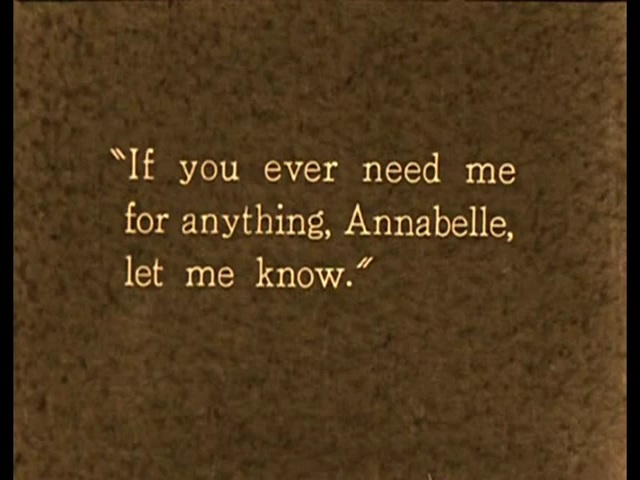 "If you ever need me
for anything, Annabelle,
let me know."